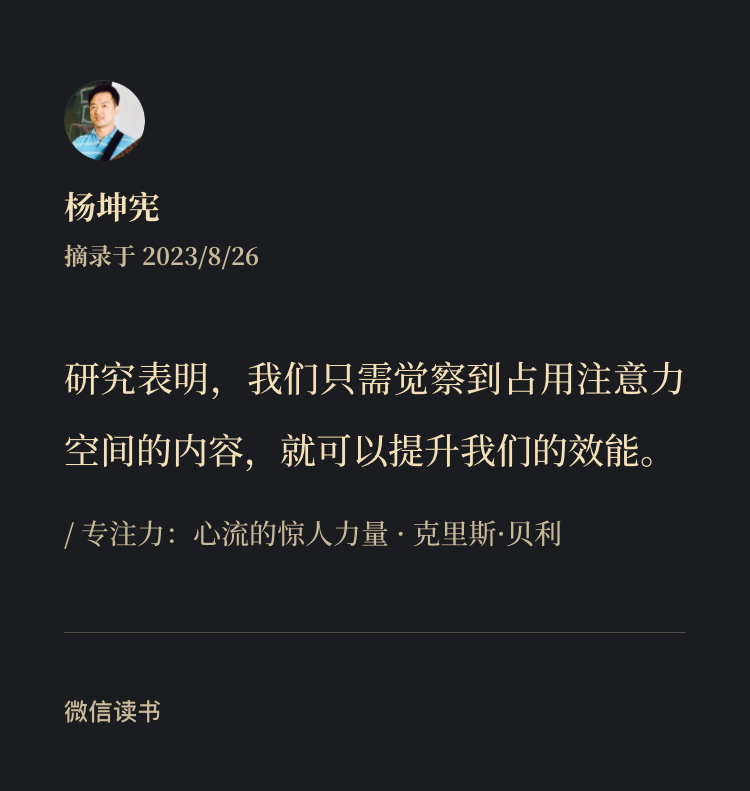 杨坤宪
摘录于 2023/8/26
研究表明，我们只需觉察到占用注意力
空间的内容，就可以提升我们的效能。
/ 专注力：心流的惊人力量 · 克里斯·贝利
微信读书